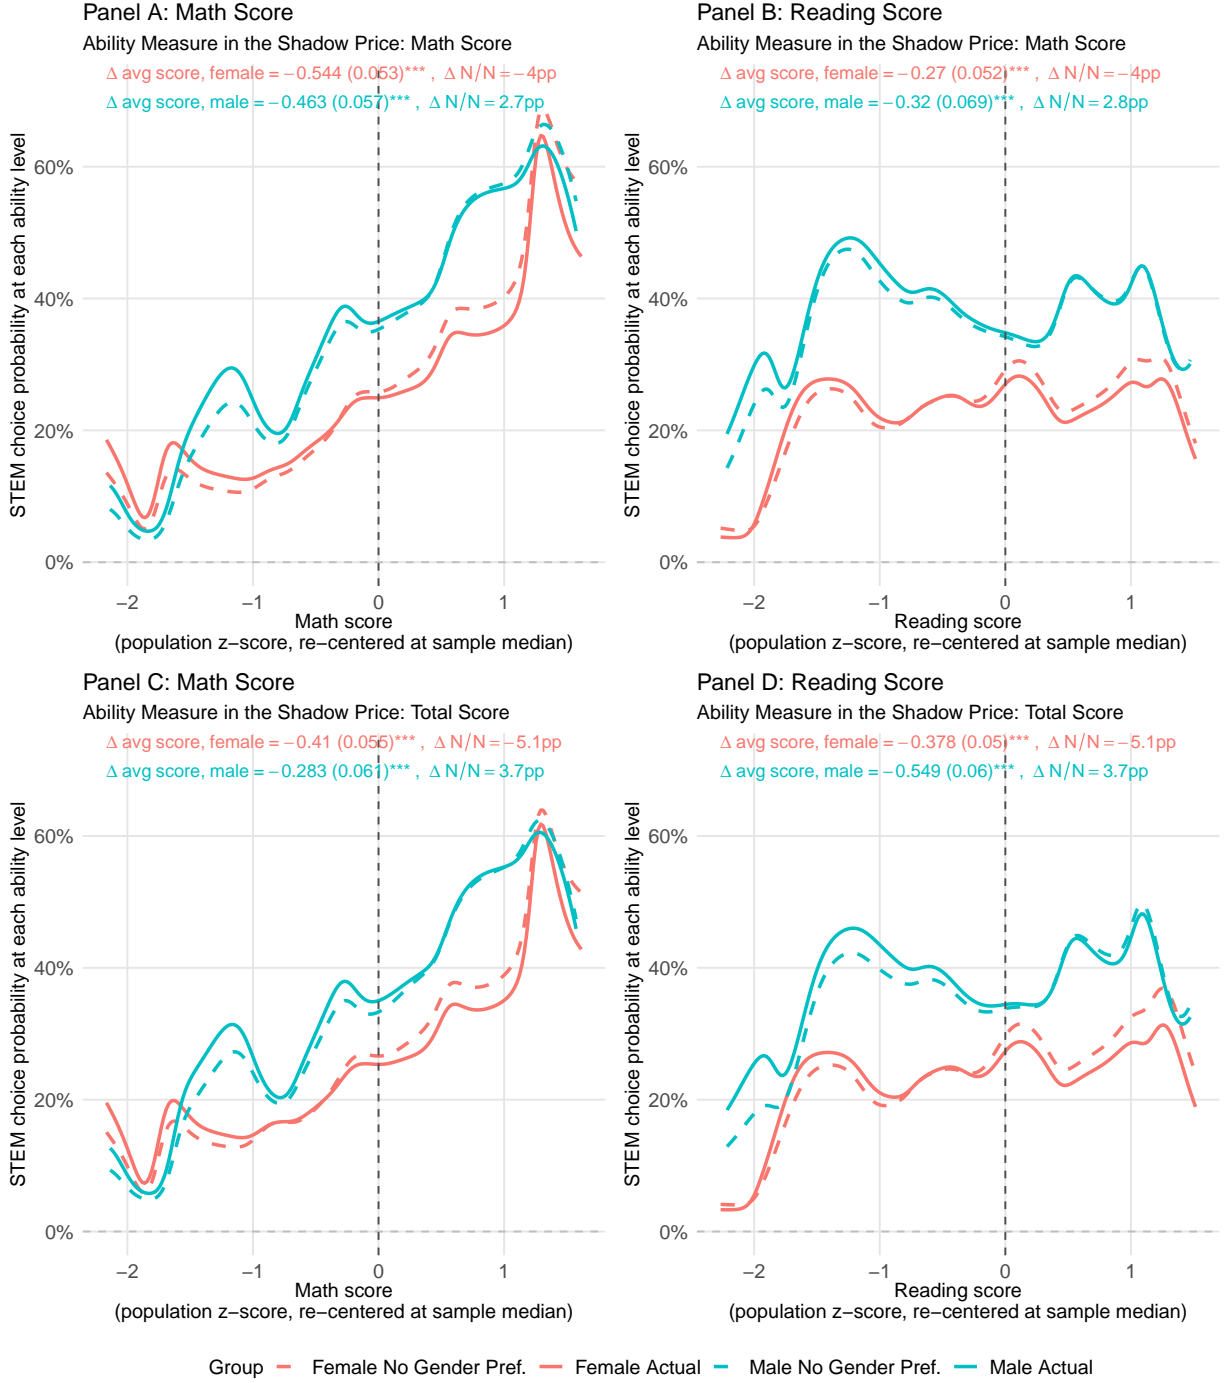 Panel A: Math Score
Ability Measure in the Shadow Price: Math Score
Δ avg score, female = −0.544 (0.053)*** , Δ N/N = −4pp
Δ avg score, male = −0.463 (0.057)*** , Δ N/N = 2.7pp
STEM choice probability at each ability level
60%
40%
20%
0%
−2 −1 0 1
Math score
(population z−score, re−centered at sample median)
Panel B: Reading Score
Ability Measure in the Shadow Price: Math Score
Δ avg score, female = −0.27 (0.052)*** , Δ N/N = −4pp
Δ avg score, male = −0.32 (0.069)*** , Δ N/N = 2.8pp
STEM choice probability at each ability level
60%
40%
20%
0%
−2 −1 0 1
Reading score
(population z−score, re−centered at sample median)
Panel C: Math Score
Ability Measure in the Shadow Price: Total Score
Δ avg score, female = −0.41 (0.055)*** , Δ N/N = −5.1pp
Δ avg score, male = −0.283 (0.061)*** , Δ N/N = 3.7pp
STEM choice probability at each ability level
60%
40%
20%
0%
−2 −1 0 1
Math score
(population z−score, re−centered at sample median)
Panel D: Reading Score
Ability Measure in the Shadow Price: Total Score
Δ avg score, female = −0.378 (0.05)*** , Δ N/N = −5.1pp
Δ avg score, male = −0.549 (0.06)*** , Δ N/N = 3.7pp
STEM choice probability at each ability level
60%
40%
20%
0%
−2 −1 0 1
Reading score
(population z−score, re−centered at sample median)
Group Female No Gender Pref. Female Actual Male No Gender Pref. Male Actual